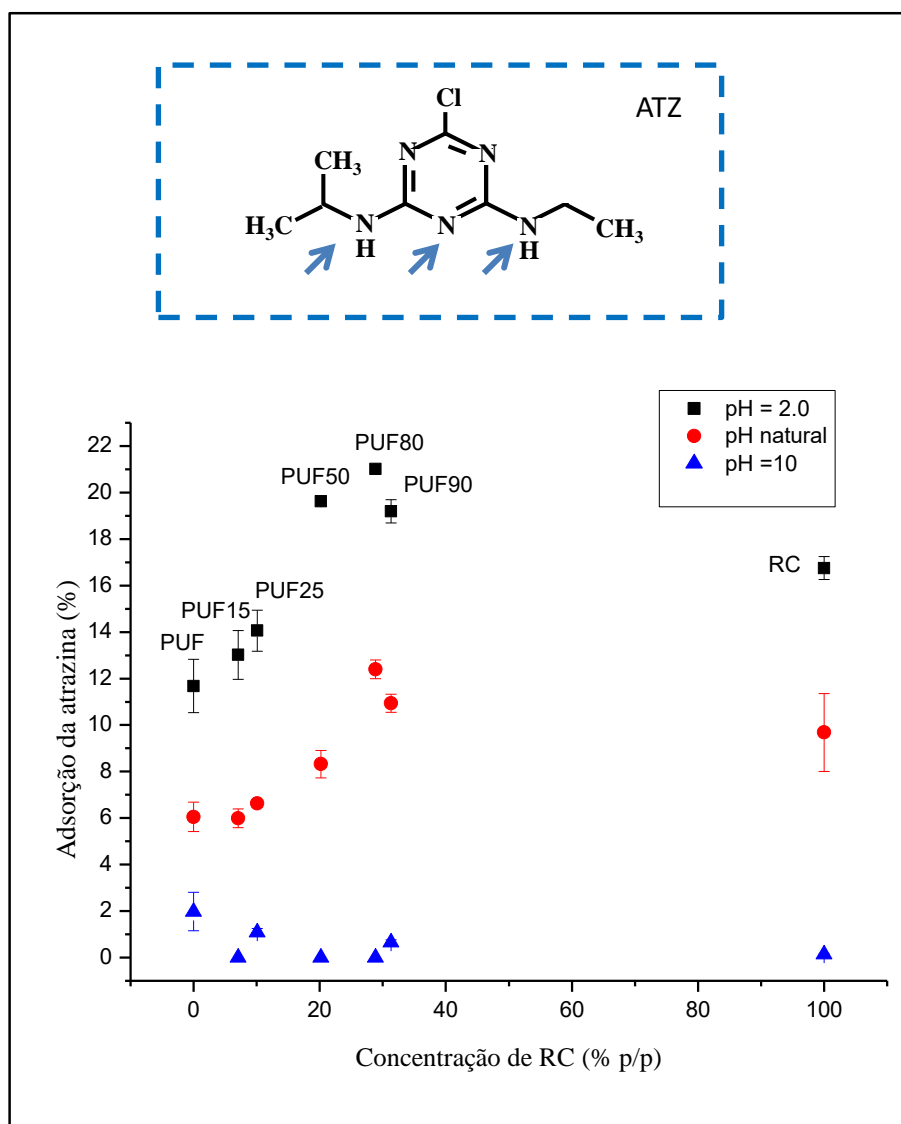 Cl
ATZ
N
N
CH3
H3C
N
N
N
H
H
CH3
pH = 2.0
pH natural
pH =10
22
PUF80
PUF50
20
PUF90
18
RC
16
PUF25
14
PUF15
12
PUF
10
8
6
4
2
0
Adsorção da atrazina (%)
0
20
40
60
80
100
Concentração de RC (% p/p)